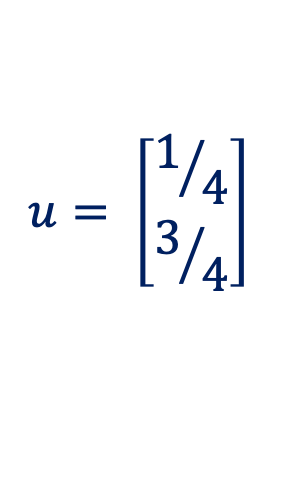 u = [1/4
3/4]